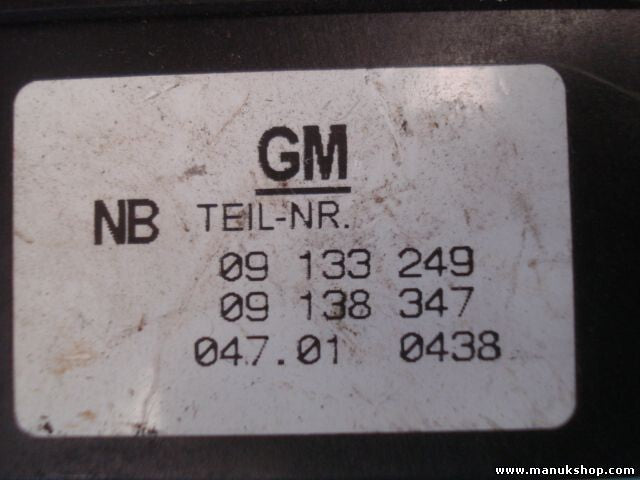 GM
NB TEIL-NR.
09 133 249
09 138 347
047.01 0438
www.manukshop.com